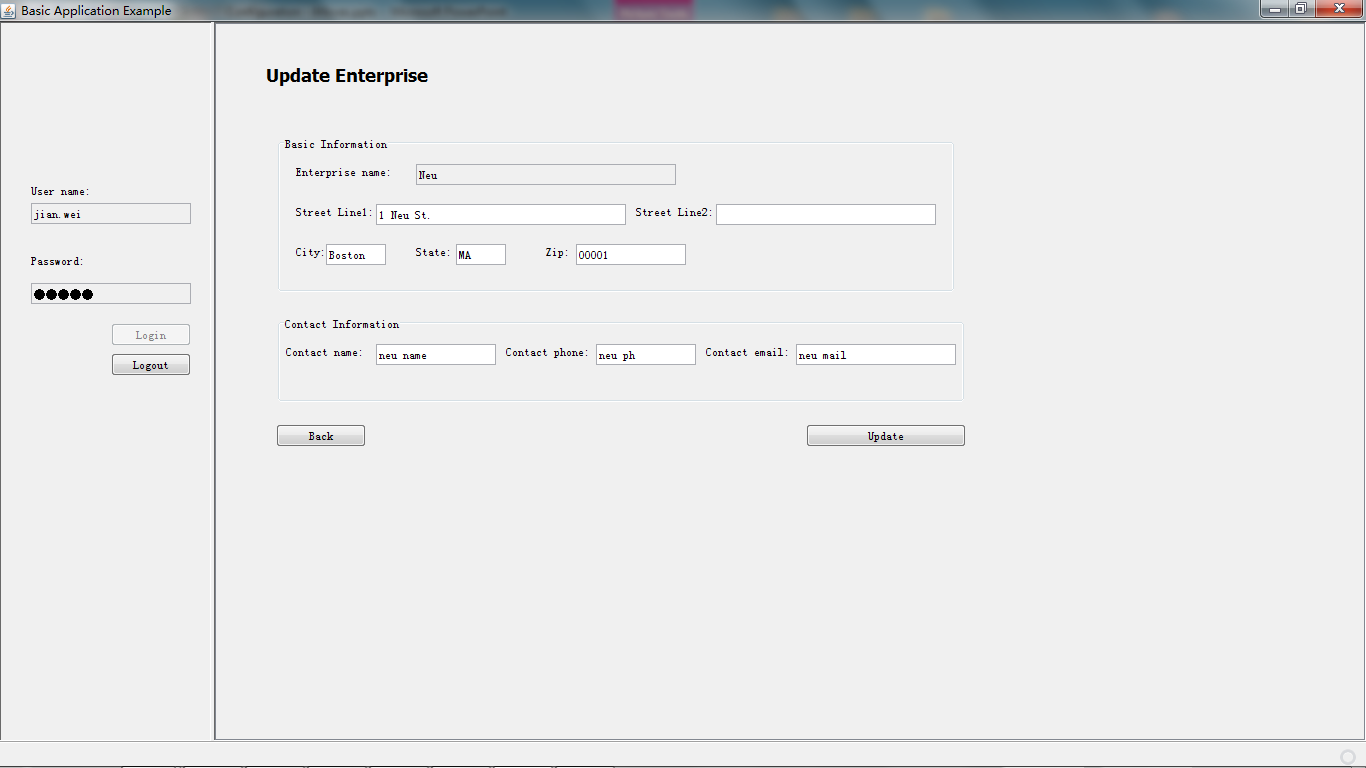 Basic Application Example
Update Enterprise
Basic Information
Enterprise name: Neu
Street Line1: 1 Neu St. Street Line2:
City: Boston State: MA Zip: 00001
User name:
jian.wei
Password:
●●●●●
Login
Logout
Contact Information
Contact name: neu name Contact phone: neu ph Contact email: neu mail
Back Update